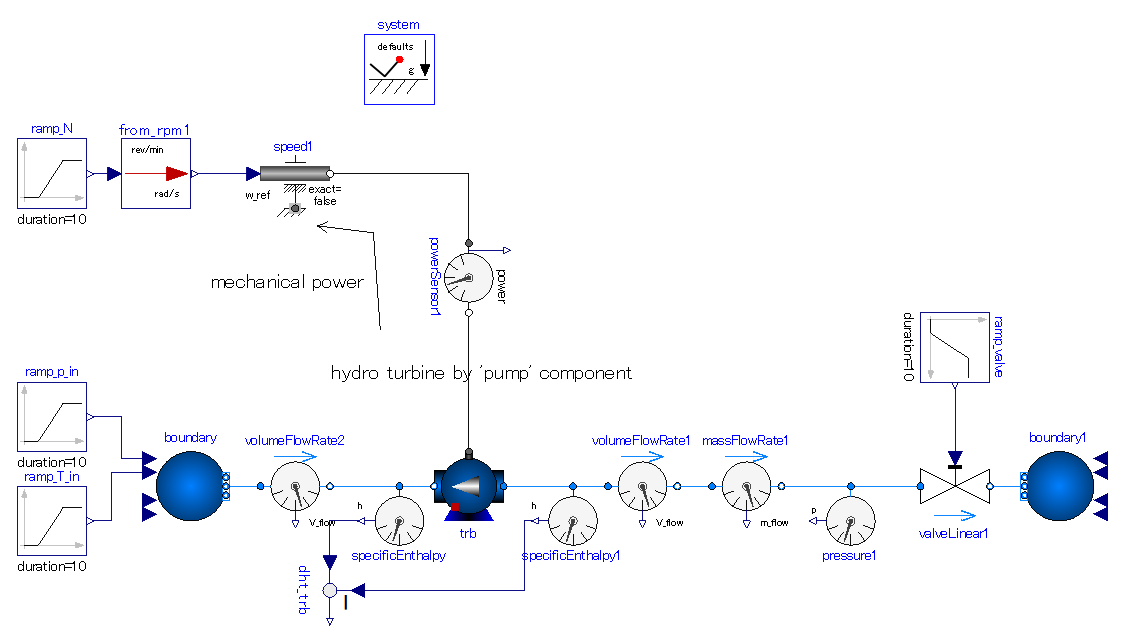 system
defaults
g
ramp_N
from_rpm1
rev/min
rad/s
duration=10
speed1
w_ref
exact=
false
powerSensor1
power
mechanical power
hydro turbine by 'pump' component
ramp_valve
duration=10
ramp_p_in
duration=10
ramp_T_in
duration=10
boundary
volumeFlowRate2
V_flow
h
specificEnthalpy
trb
h
specificEnthalpy1
volumeFlowRate1
V_flow
massFlowRate1
m_flow
p
pressure1
valveLinear1
boundary1
dht_trb